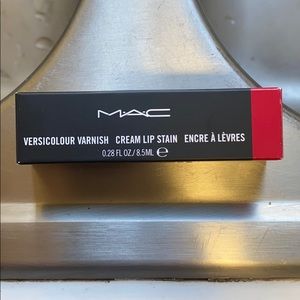 MAC
VERSICOLOUR VARNISH CREAM LIP STAIN ENCRE À LÈVRES
0.28 FL OZ / 8.5ML ℮